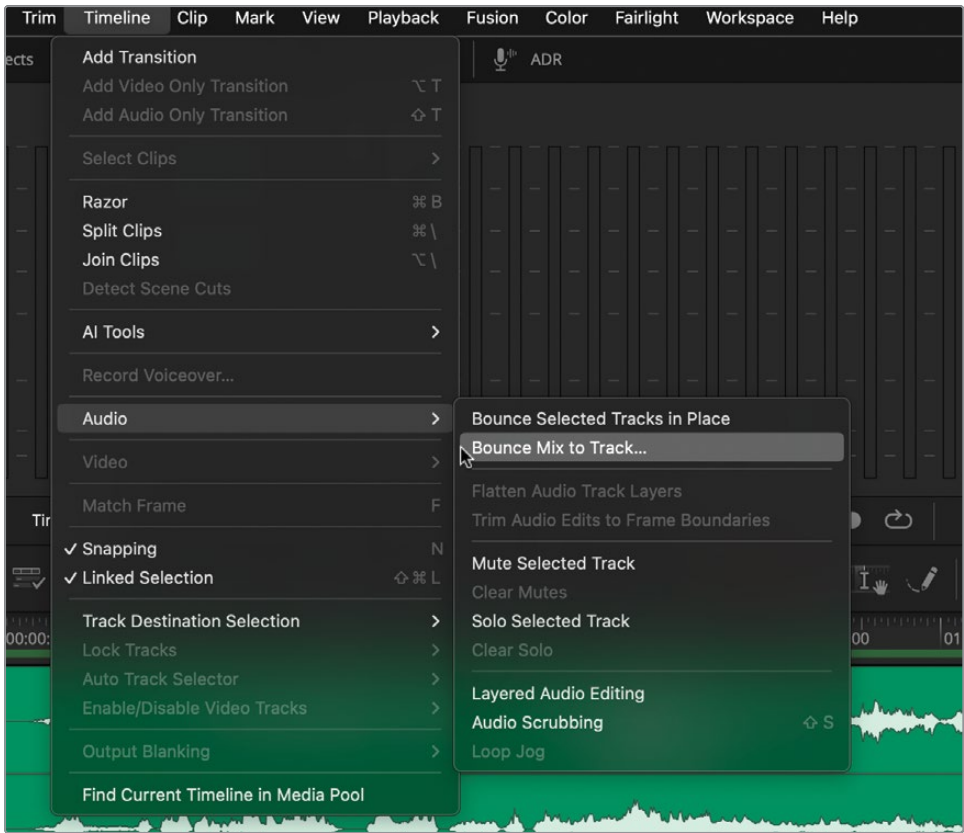 Trim Timeline Clip Mark View Playback Fusion Color Fairlight Workspace Help
ects
ADR
Add Transition
Add Video Only Transition ⌥ T
Add Audio Only Transition ⇧ T
Select Clips >
Razor ⌘ B
Split Clips ⌘ \
Join Clips ⌥ \
Detect Scene Cuts
AI Tools >
Record Voiceover...
Audio >
Video >
Match Frame F
✓ Snapping N
✓ Linked Selection ⇧ ⌘ L
Track Destination Selection >
Lock Tracks >
Auto Track Selector >
Enable/Disable Video Tracks >
Output Blanking >
Find Current Timeline in Media Pool
Bounce Selected Tracks in Place
Bounce Mix to Track...
Flatten Audio Track Layers
Trim Audio Edits to Frame Boundaries
Mute Selected Track
Clear Mutes
Solo Selected Track
Clear Solo
Layered Audio Editing
Audio Scrubbing ⇧ S
Loop Jog
Tir
00:00:
00
01